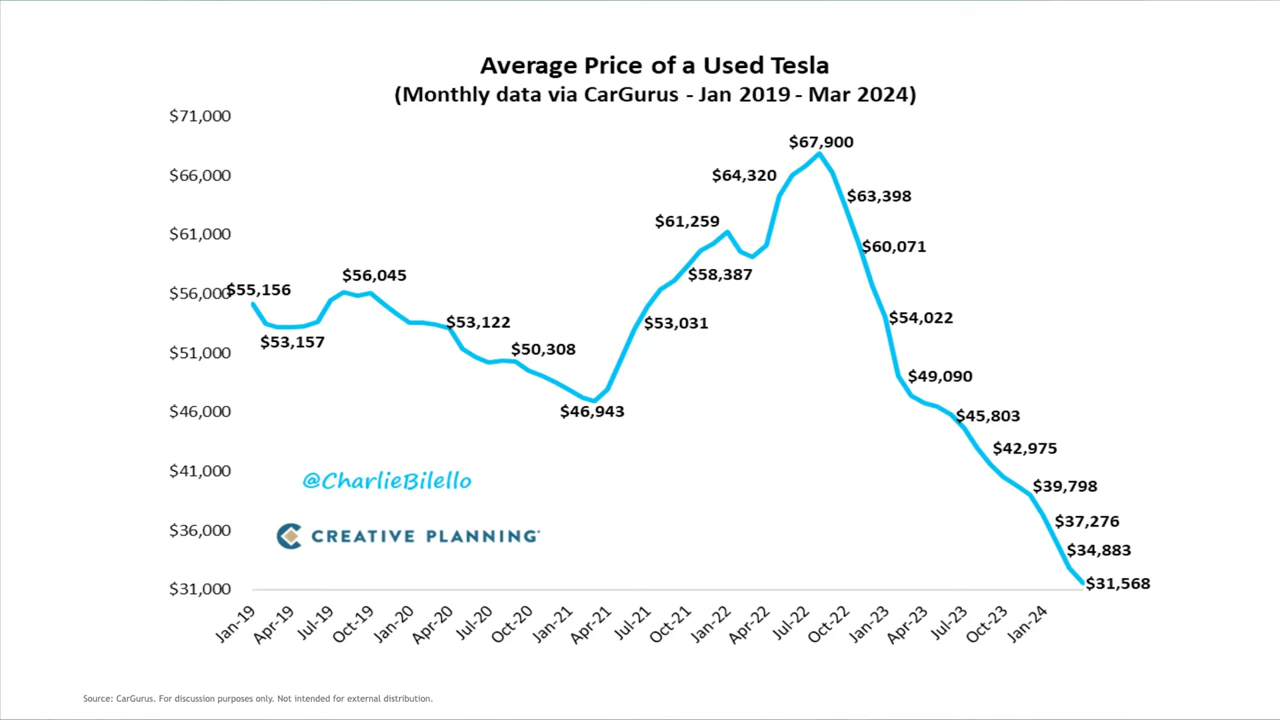 Average Price of a Used Tesla
(Monthly data via CarGurus - Jan 2019 - Mar 2024)
$71,000
$66,000
$61,000
$56,000
$51,000
$46,000
$41,000
$36,000
$31,000
$55,156
$53,157
$56,045
$53,122
$50,308
$46,943
$53,031
$58,387
$61,259
$64,320
$67,900
$63,398
$60,071
$54,022
$49,090
$45,803
$42,975
$39,798
$37,276
$34,883
$31,568
@CharlieBilello
CREATIVE PLANNING
Jan-19
Apr-19
Jul-19
Oct-19
Jan-20
Apr-20
Jul-20
Oct-20
Jan-21
Apr-21
Jul-21
Oct-21
Jan-22
Apr-22
Jul-22
Oct-22
Jan-23
Apr-23
Jul-23
Oct-23
Jan-24
Source: CarGurus. For discussion purposes only. Not intended for external distribution.